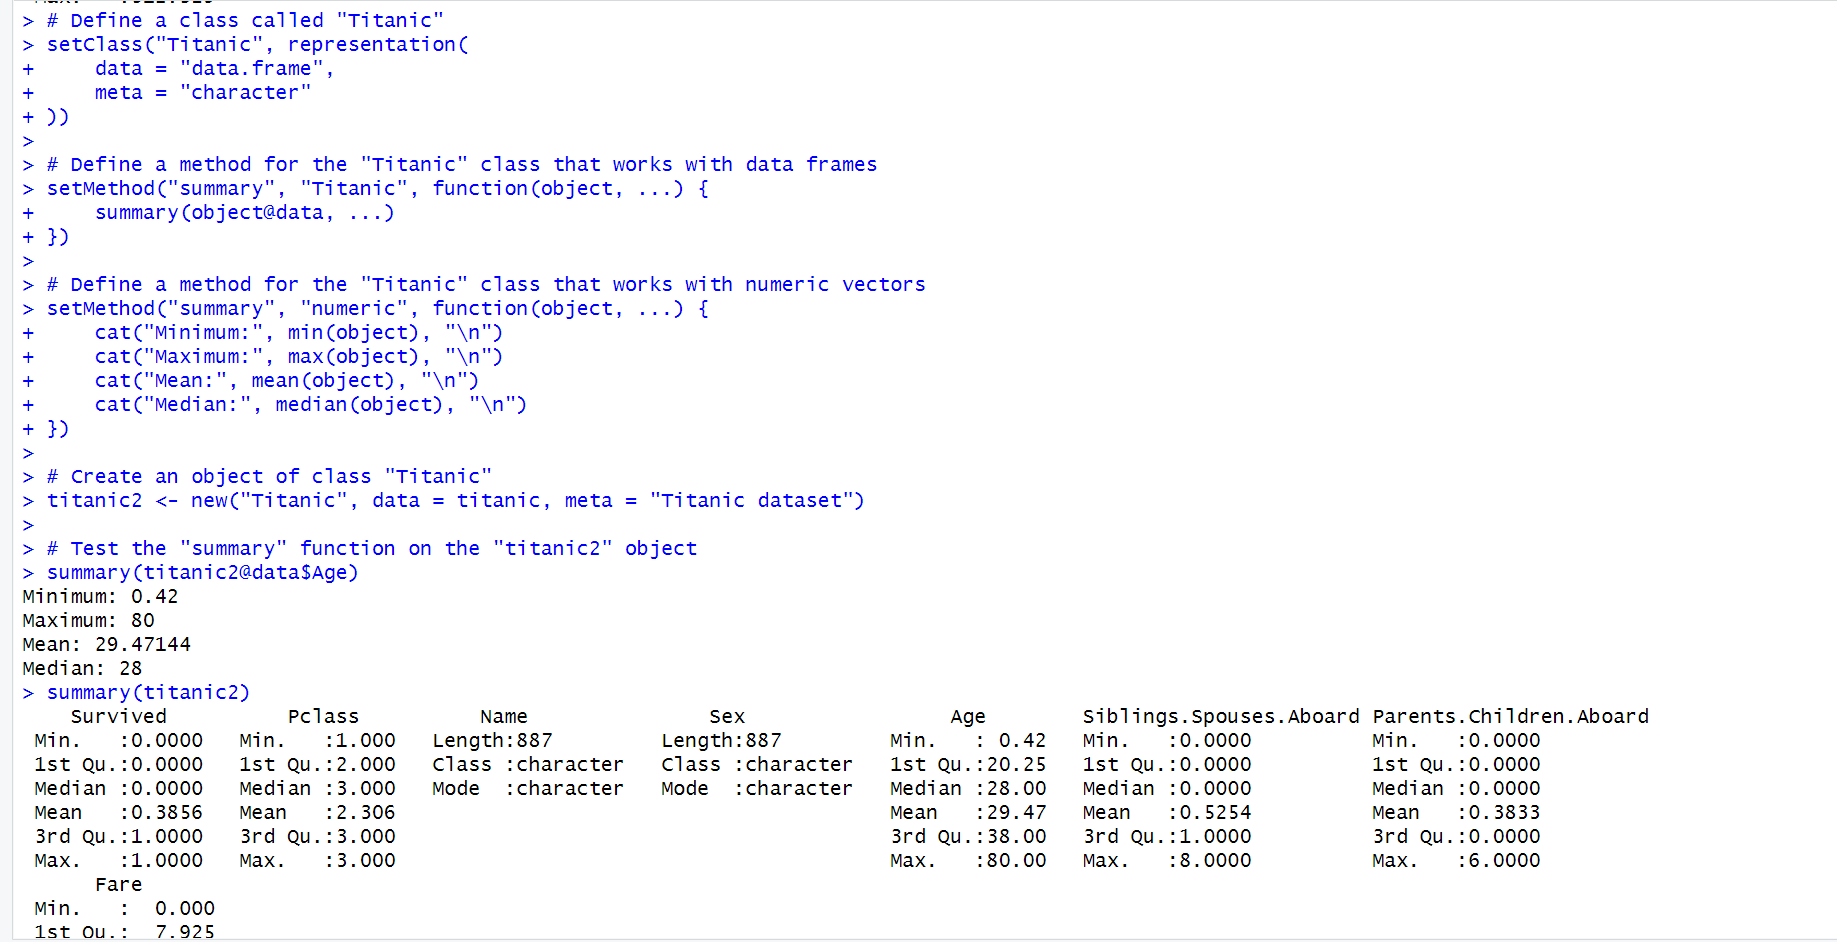 > # Define a class called "Titanic"
> setClass("Titanic", representation(
+     data = "data.frame",
+     meta = "character"
+ ))
>
> # Define a method for the "Titanic" class that works with data frames
> setMethod("summary", "Titanic", function(object, ...) {
+     summary(object@data, ...)
+ })
>
> # Define a method for the "Titanic" class that works with numeric vectors
> setMethod("summary", "numeric", function(object, ...) {
+     cat("Minimum:", min(object), "\n")
+     cat("Maximum:", max(object), "\n")
+     cat("Mean:", mean(object), "\n")
+     cat("Median:", median(object), "\n")
+ })
>
> # Create an object of class "Titanic"
> titanic2 <- new("Titanic", data = titanic, meta = "Titanic dataset")
>
> # Test the "summary" function on the "titanic2" object
> summary(titanic2@data$Age)
Minimum: 0.42
Maximum: 80
Mean: 29.47144
Median: 28
> summary(titanic2)
    Survived          Pclass          Name               Sex                 Age        Siblings.Spouses.Aboard Parents.Children.Aboard
 Min.   :0.0000   Min.   :1.000   Length:887         Length:887         Min.   : 0.42   Min.   :0.0000          Min.   :0.0000
 1st Qu.:0.0000   1st Qu.:2.000   Class :character   Class :character   1st Qu.:20.25   1st Qu.:0.0000          1st Qu.:0.0000
 Median :0.0000   Median :3.000   Mode  :character   Mode  :character   Median :28.00   Median :0.0000          Median :0.0000
 Mean   :0.3856   Mean   :2.306                                         Mean   :29.47   Mean   :0.5254          Mean   :0.3833
 3rd Qu.:1.0000   3rd Qu.:3.000                                         3rd Qu.:38.00   3rd Qu.:1.0000          3rd Qu.:0.0000
 Max.   :1.0000   Max.   :3.000                                         Max.   :80.00   Max.   :8.0000          Max.   :6.0000
      Fare
 Min.   :  0.000
 1st Qu.:  7.925